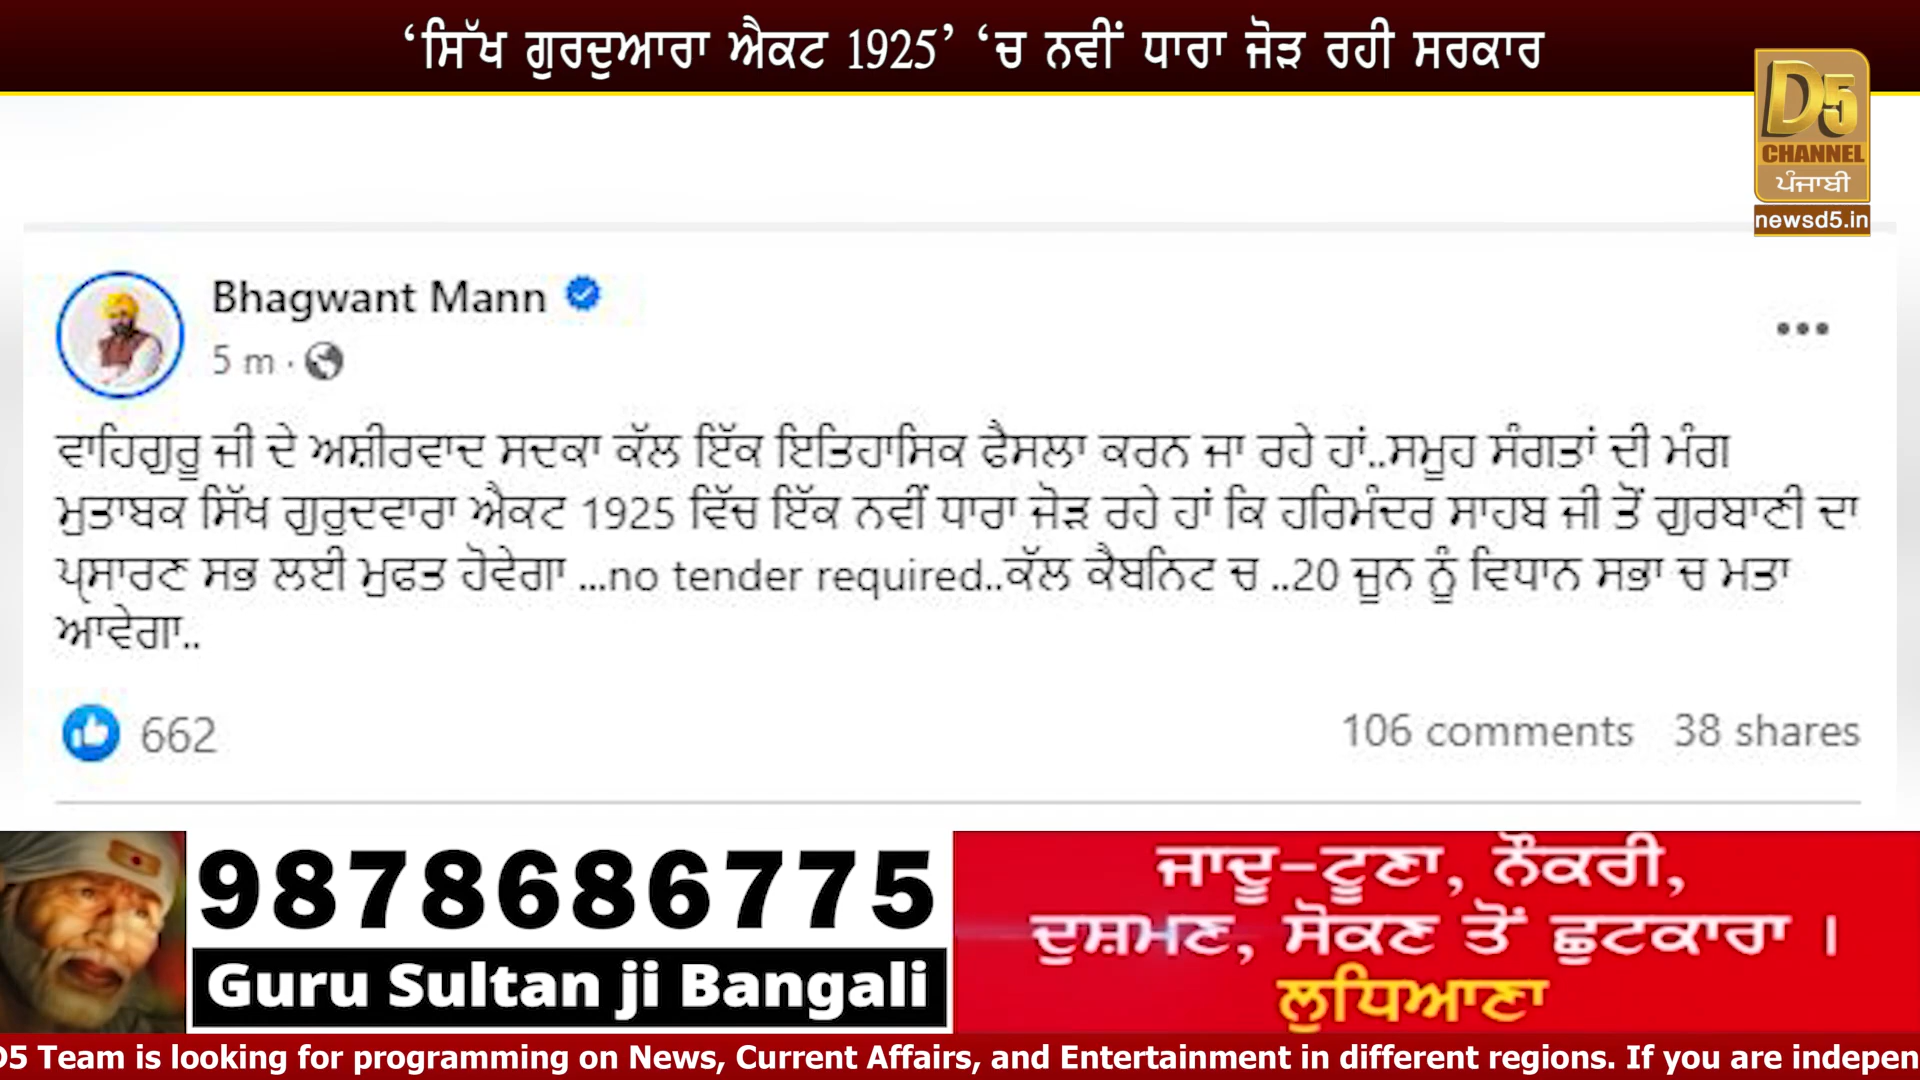 ‘ਸਿੱਖ ਗੁਰਦੁਆਰਾ ਐਕਟ 1925’ ‘ਚ ਨਵੀਂ ਧਾਰਾ ਜੋੜ ਰਹੀ ਸਰਕਾਰ
D5
CHANNEL
ਪੰਜਾਬੀ
newsd5.in
Bhagwant Mann
5 m ·
ਵਾਹਿਗੁਰੂ ਜੀ ਦੇ ਅਸ਼ੀਰਵਾਦ ਸਦਕਾ ਕੱਲ ਇੱਕ ਇਤਿਹਾਸਿਕ ਫੈਸਲਾ ਕਰਨ ਜਾ ਰਹੇ ਹਾਂ..ਸਮੂਹ ਸੰਗਤਾਂ ਦੀ ਮੰਗ
ਮੁਤਾਬਕ ਸਿੱਖ ਗੁਰੁਦਵਾਰਾ ਐਕਟ 1925 ਵਿੱਚ ਇੱਕ ਨਵੀਂ ਧਾਰਾ ਜੋੜ ਰਹੇ ਹਾਂ ਕਿ ਹਰਿਮੰਦਰ ਸਾਹਬ ਜੀ ਤੋਂ ਗੁਰਬਾਣੀ ਦਾ
ਪ੍ਰਸਾਰਣ ਸਭ ਲਈ ਮੁਫਤ ਹੋਵੇਗਾ ...no tender required..ਕੱਲ ਕੈਬਨਿਟ ਚ ..20 ਜੂਨ ਨੂੰ ਵਿਧਾਨ ਸਭਾ ਚ ਮਤਾ
ਆਵੇਗਾ..
662
106 comments 38 shares
9878686775
Guru Sultan ji Bangali
ਜਾਦੂ-ਟੂਣਾ, ਨੌਕਰੀ,
ਦੁਸ਼ਮਣ, ਸੋਕਣ ਤੋਂ ਛੁਟਕਾਰਾ ।
ਲੁਧਿਆਣਾ
D5 Team is looking for programming on News, Current Affairs, and Entertainment in different regions. If you are indepen